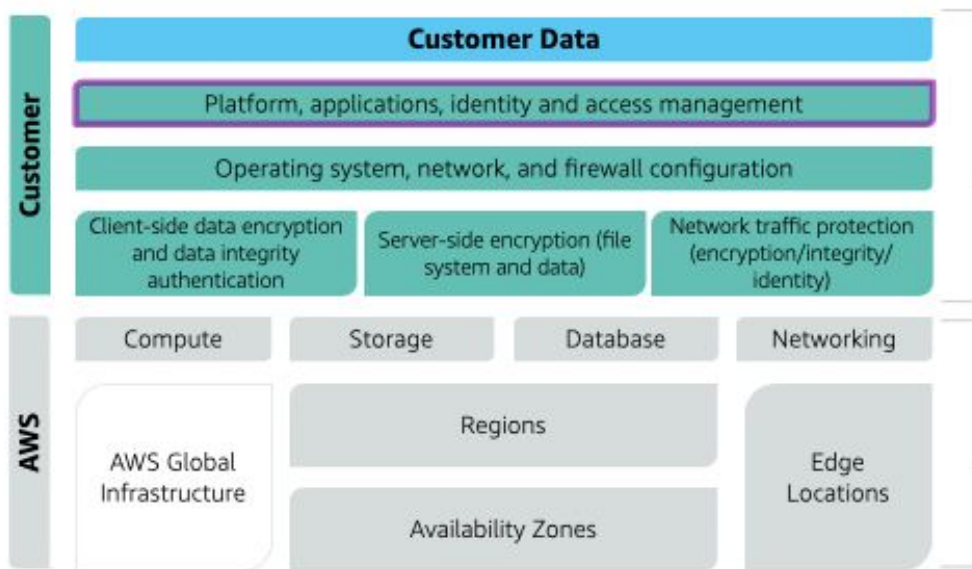 Customer
Customer Data
Platform, applications, identity and access management
Operating system, network, and firewall configuration
Client-side data encryption
and data integrity
authentication
Server-side encryption (file
system and data)
Network traffic protection
(encryption/integrity/
identity)
AWS
Compute
Storage
Database
Networking
AWS Global
Infrastructure
Regions
Availability Zones
Edge
Locations